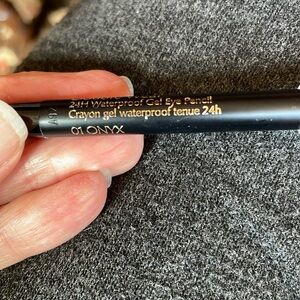 24H Waterproof Gel Eye Pencil
Crayon gel waterproof tenue 24h
01 ONYX